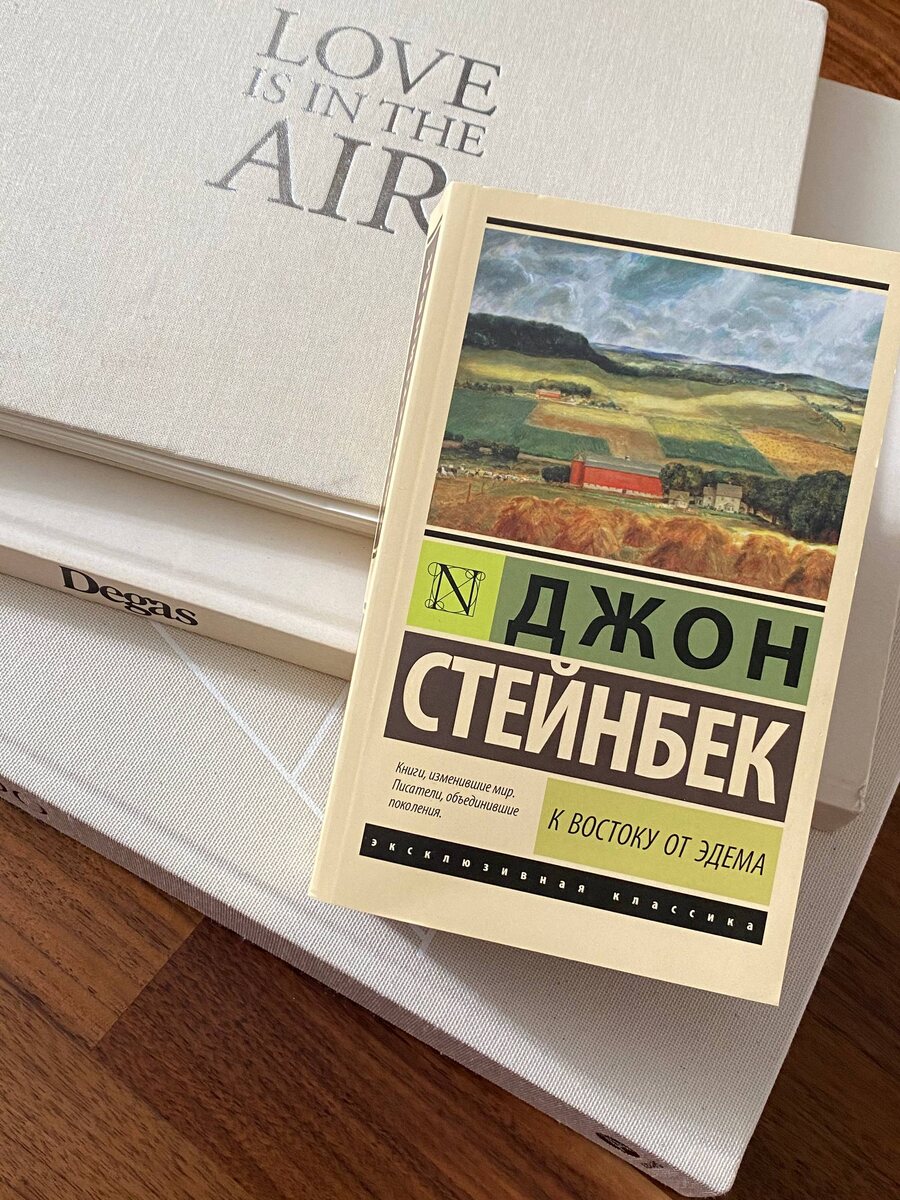 LOVE
IS IN THE
AIR
Degas
N
ДЖОН
СТЕЙНБЕК
Книги, изменившие мир.
Писатели, объединившие
поколения.
К ВОСТОКУ ОТ ЭДЕМА
эксклюзивная классика